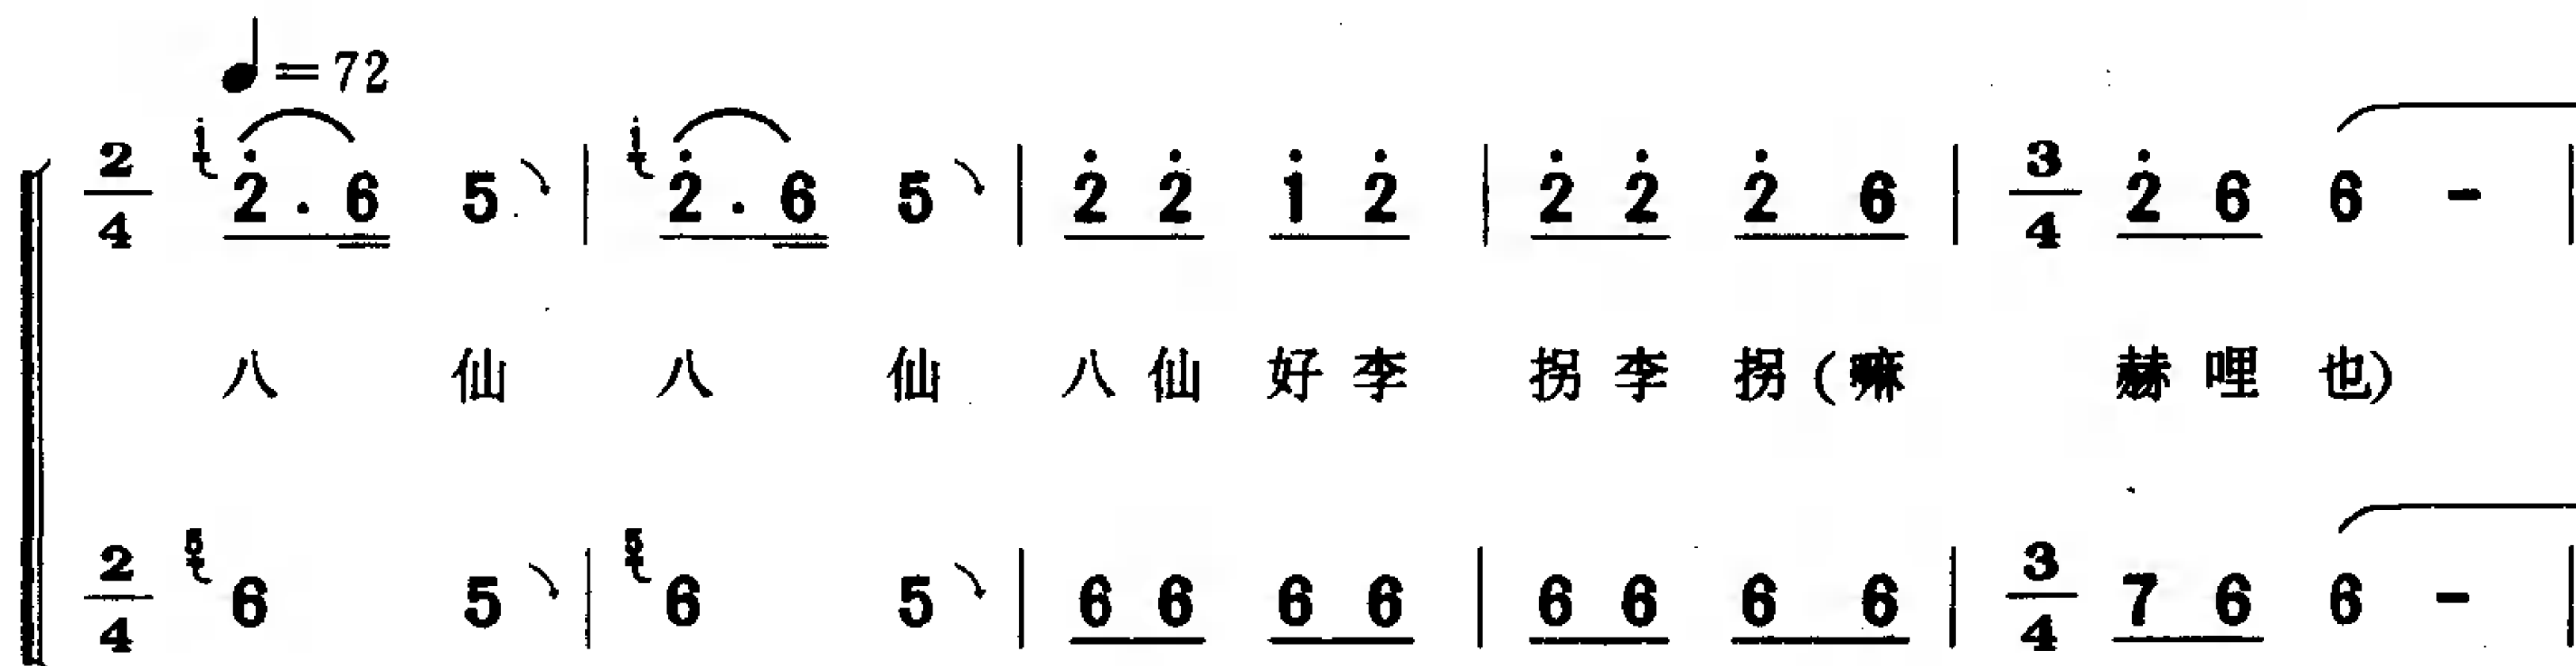 ♩=72
2/4 i 2̇.6 5 | i 2̇.6 5 | 2̇ 2̇ i 2̇ | 2̇ 2̇ 2̇ 6 | 3/4 2̇ 6 6 - |
八 仙 八 仙 八 仙 好 李 拐 李 拐 (嘛 赫 哩 也)
2/4 5 6 5 | 5 6 5 | 6 6 6 6 | 6 6 6 6 | 3/4 7 6 6 - |